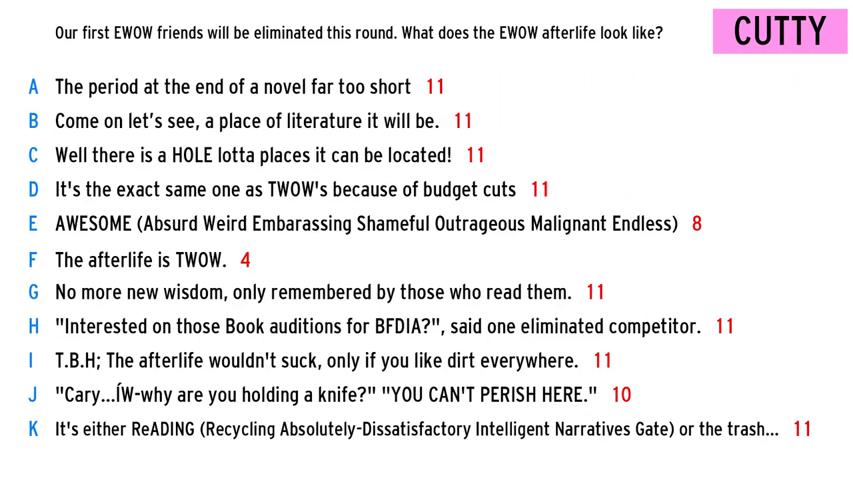 Our first EWOW friends will be eliminated this round. What does the EWOW afterlife look like?
CUTTY
A The period at the end of a novel far too short 11
B Come on let's see, a place of literature it will be. 11
C Well there is a HOLE lotta places it can be located! 11
D It's the exact same one as TWOW's because of budget cuts 11
E AWESOME (Absurd Weird Embarassing Shameful Outrageous Malignant Endless) 8
F The afterlife is TWOW. 4
G No more new wisdom, only remembered by those who read them. 11
H "Interested on those Book auditions for BFDIA?", said one eliminated competitor. 11
I T.B.H; The afterlife wouldn't suck, only if you like dirt everywhere. 11
J "Cary...ÍW-why are you holding a knife?" "YOU CAN'T PERISH HERE." 10
K It's either ReADING (Recycling Absolutely-Dissatisfactory Intelligent Narratives Gate) or the trash... 11